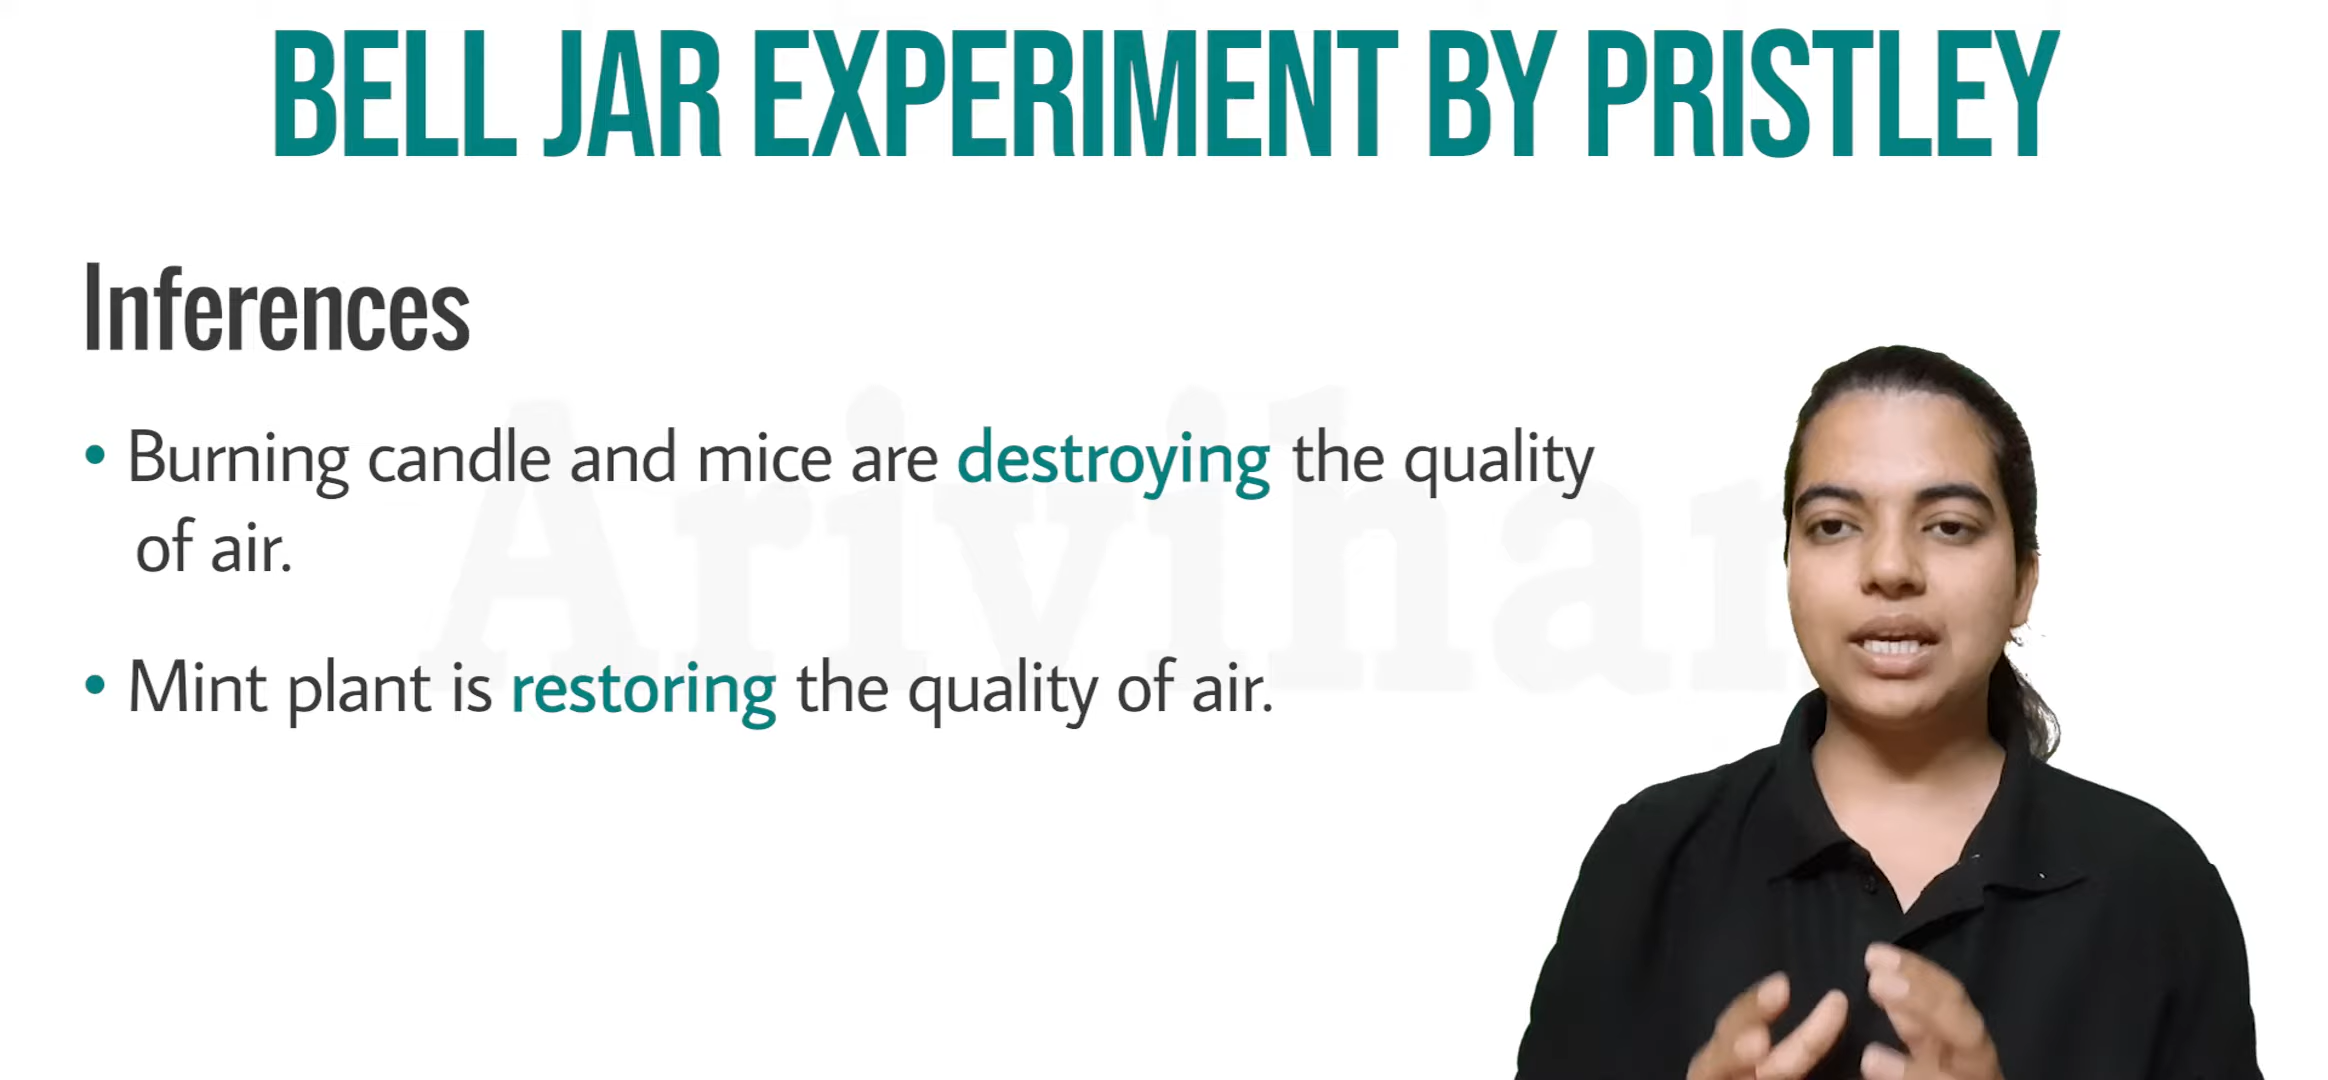 BELL JAR EXPERIMENT BY PRISTLEY
Inferences
• Burning candle and mice are destroying the quality
of air.
• Mint plant is restoring the quality of air.
Arivihan